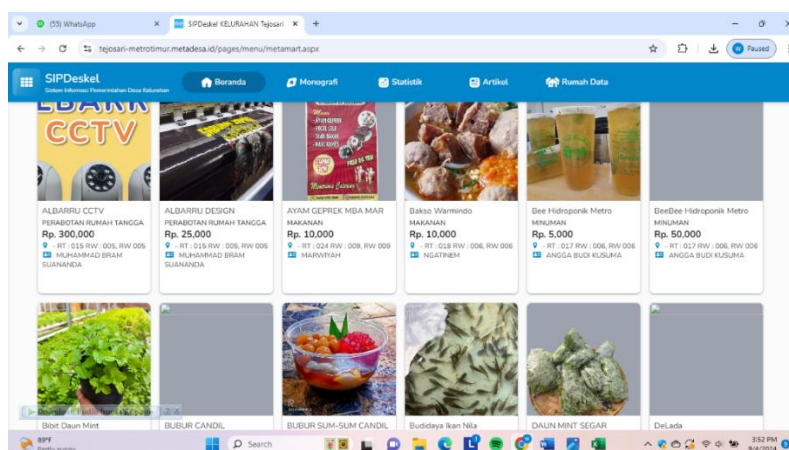 (55) WhatsApp
SIPDeskel KELURAHAN Tejosari
tejosari-metrotimur.metadesa.id/pages/menu/metamart.aspx
Paused
SIPDeskel
Sistem Informasi Pemerintahan Desa Kelurahan
Beranda
Monografi
Statistik
Artikel
Rumah Data
CCTV
ALBARRU CCTV
PERABOTAN RUMAH TANGGA
Rp. 300,000
- RT : 015 RW : 005, RW 005
MUHAMMAD BRAM
SUANANDA
ALBARRU DESIGN
PERABOTAN RUMAH TANGGA
Rp. 25,000
- RT : 015 RW : 005, RW 005
MUHAMMAD BRAM
SUANANDA
AYAM GEPREK MBA MAR
MAKANAN
Rp. 10,000
- RT : 024 RW : 009, RW 009
MARWIYAH
Bakso Warmindo
MAKANAN
Rp. 10,000
- RT : 018 RW : 006, RW 006
NGATINEM
Bee Hidroponik Metro
MINUMAN
Rp. 5,000
- RT : 017 RW : 006, RW 006
ANGGA BUDI KUSUMA
BeeBee Hidroponik Metro
MINUMAN
Rp. 50,000
- RT : 017 RW : 006, RW 006
ANGGA BUDI KUSUMA
Bibit Daun Mint
BUBUR CANDIL
BUBUR SUM-SUM CANDIL
Budidaya Ikan Nila
DAUN MINT SEGAR
DeLada
89°F
Search
3:52 PM
9/4/2024